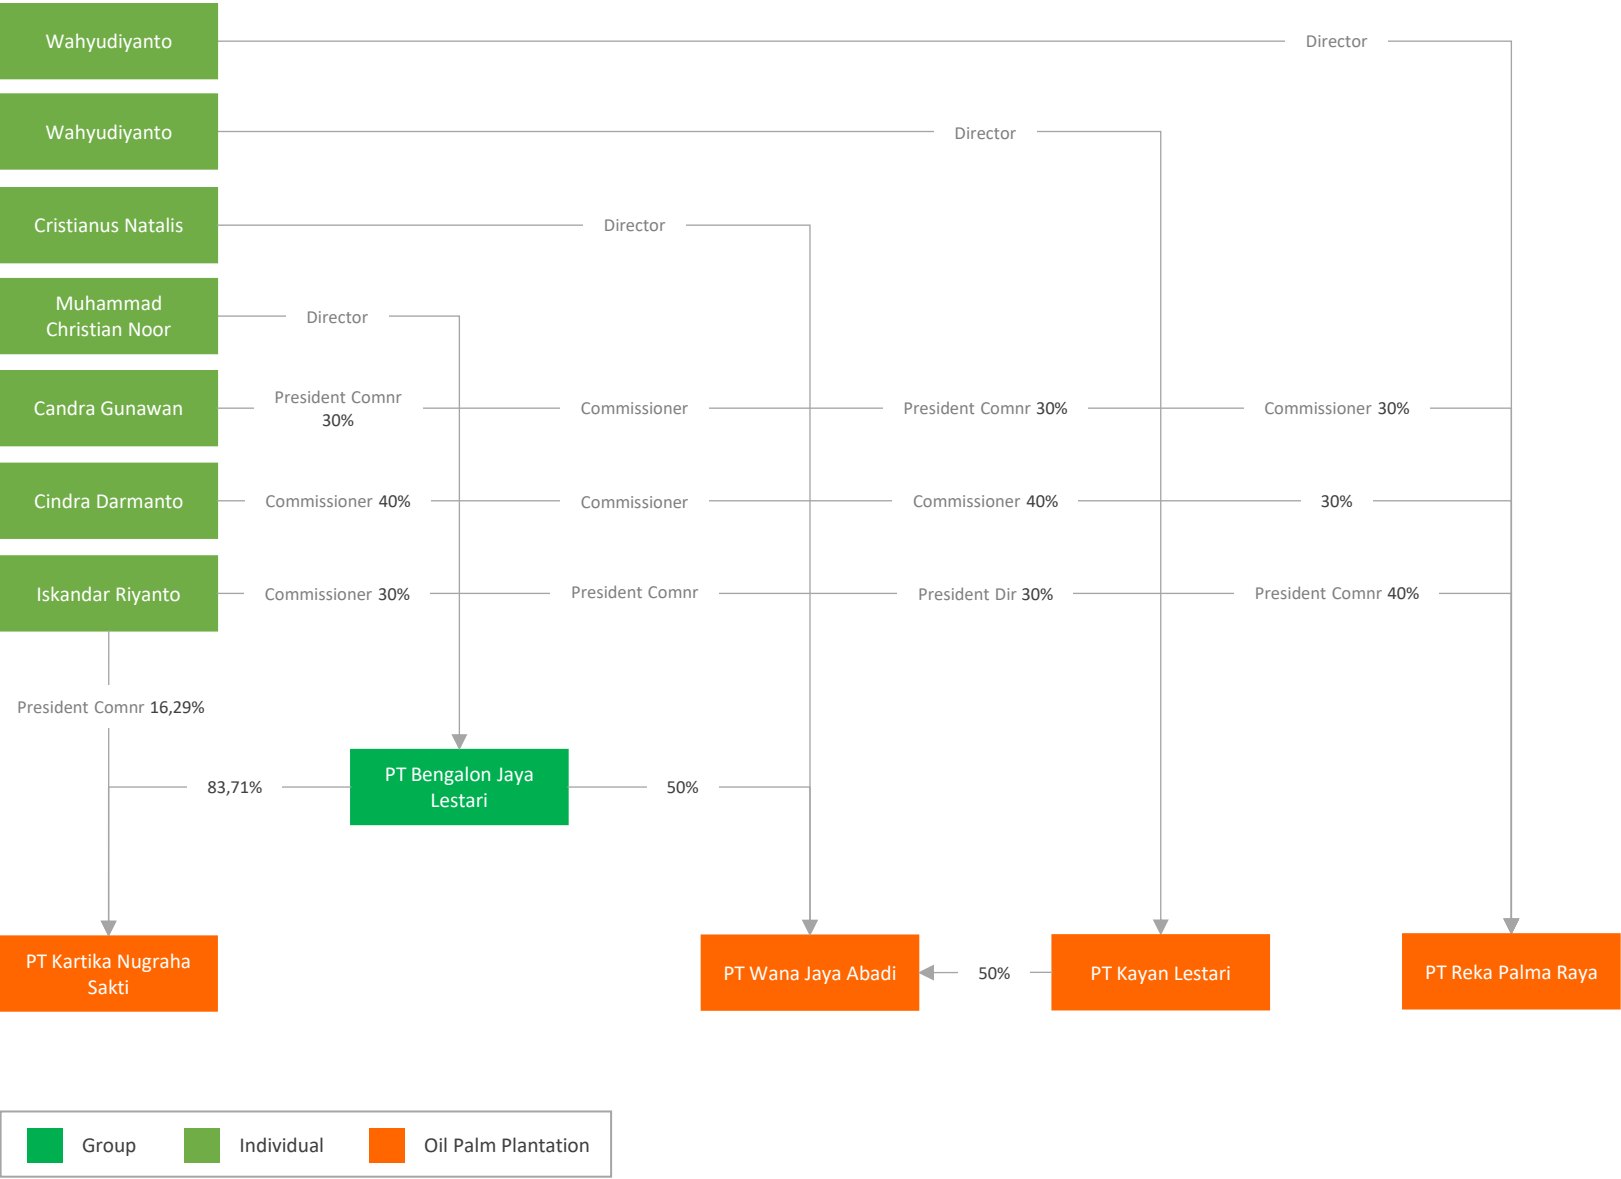 Wahyudiyanto
Director
Wahyudiyanto
Director
Cristianus Natalis
Director
Muhammad
Christian Noor
Director
Candra Gunawan
President Comnr
30%
Commissioner
President Comnr 30%
Commissioner 30%
Cindra Darmanto
Commissioner 40%
Commissioner
Commissioner 40%
30%
Iskandar Riyanto
Commissioner 30%
President Comnr
President Dir 30%
President Comnr 40%
President Comnr 16,29%
83,71%
PT Bengalon Jaya
Lestari
50%
PT Kartika Nugraha
Sakti
PT Wana Jaya Abadi
50%
PT Kayan Lestari
PT Reka Palma Raya
Group
Individual
Oil Palm Plantation